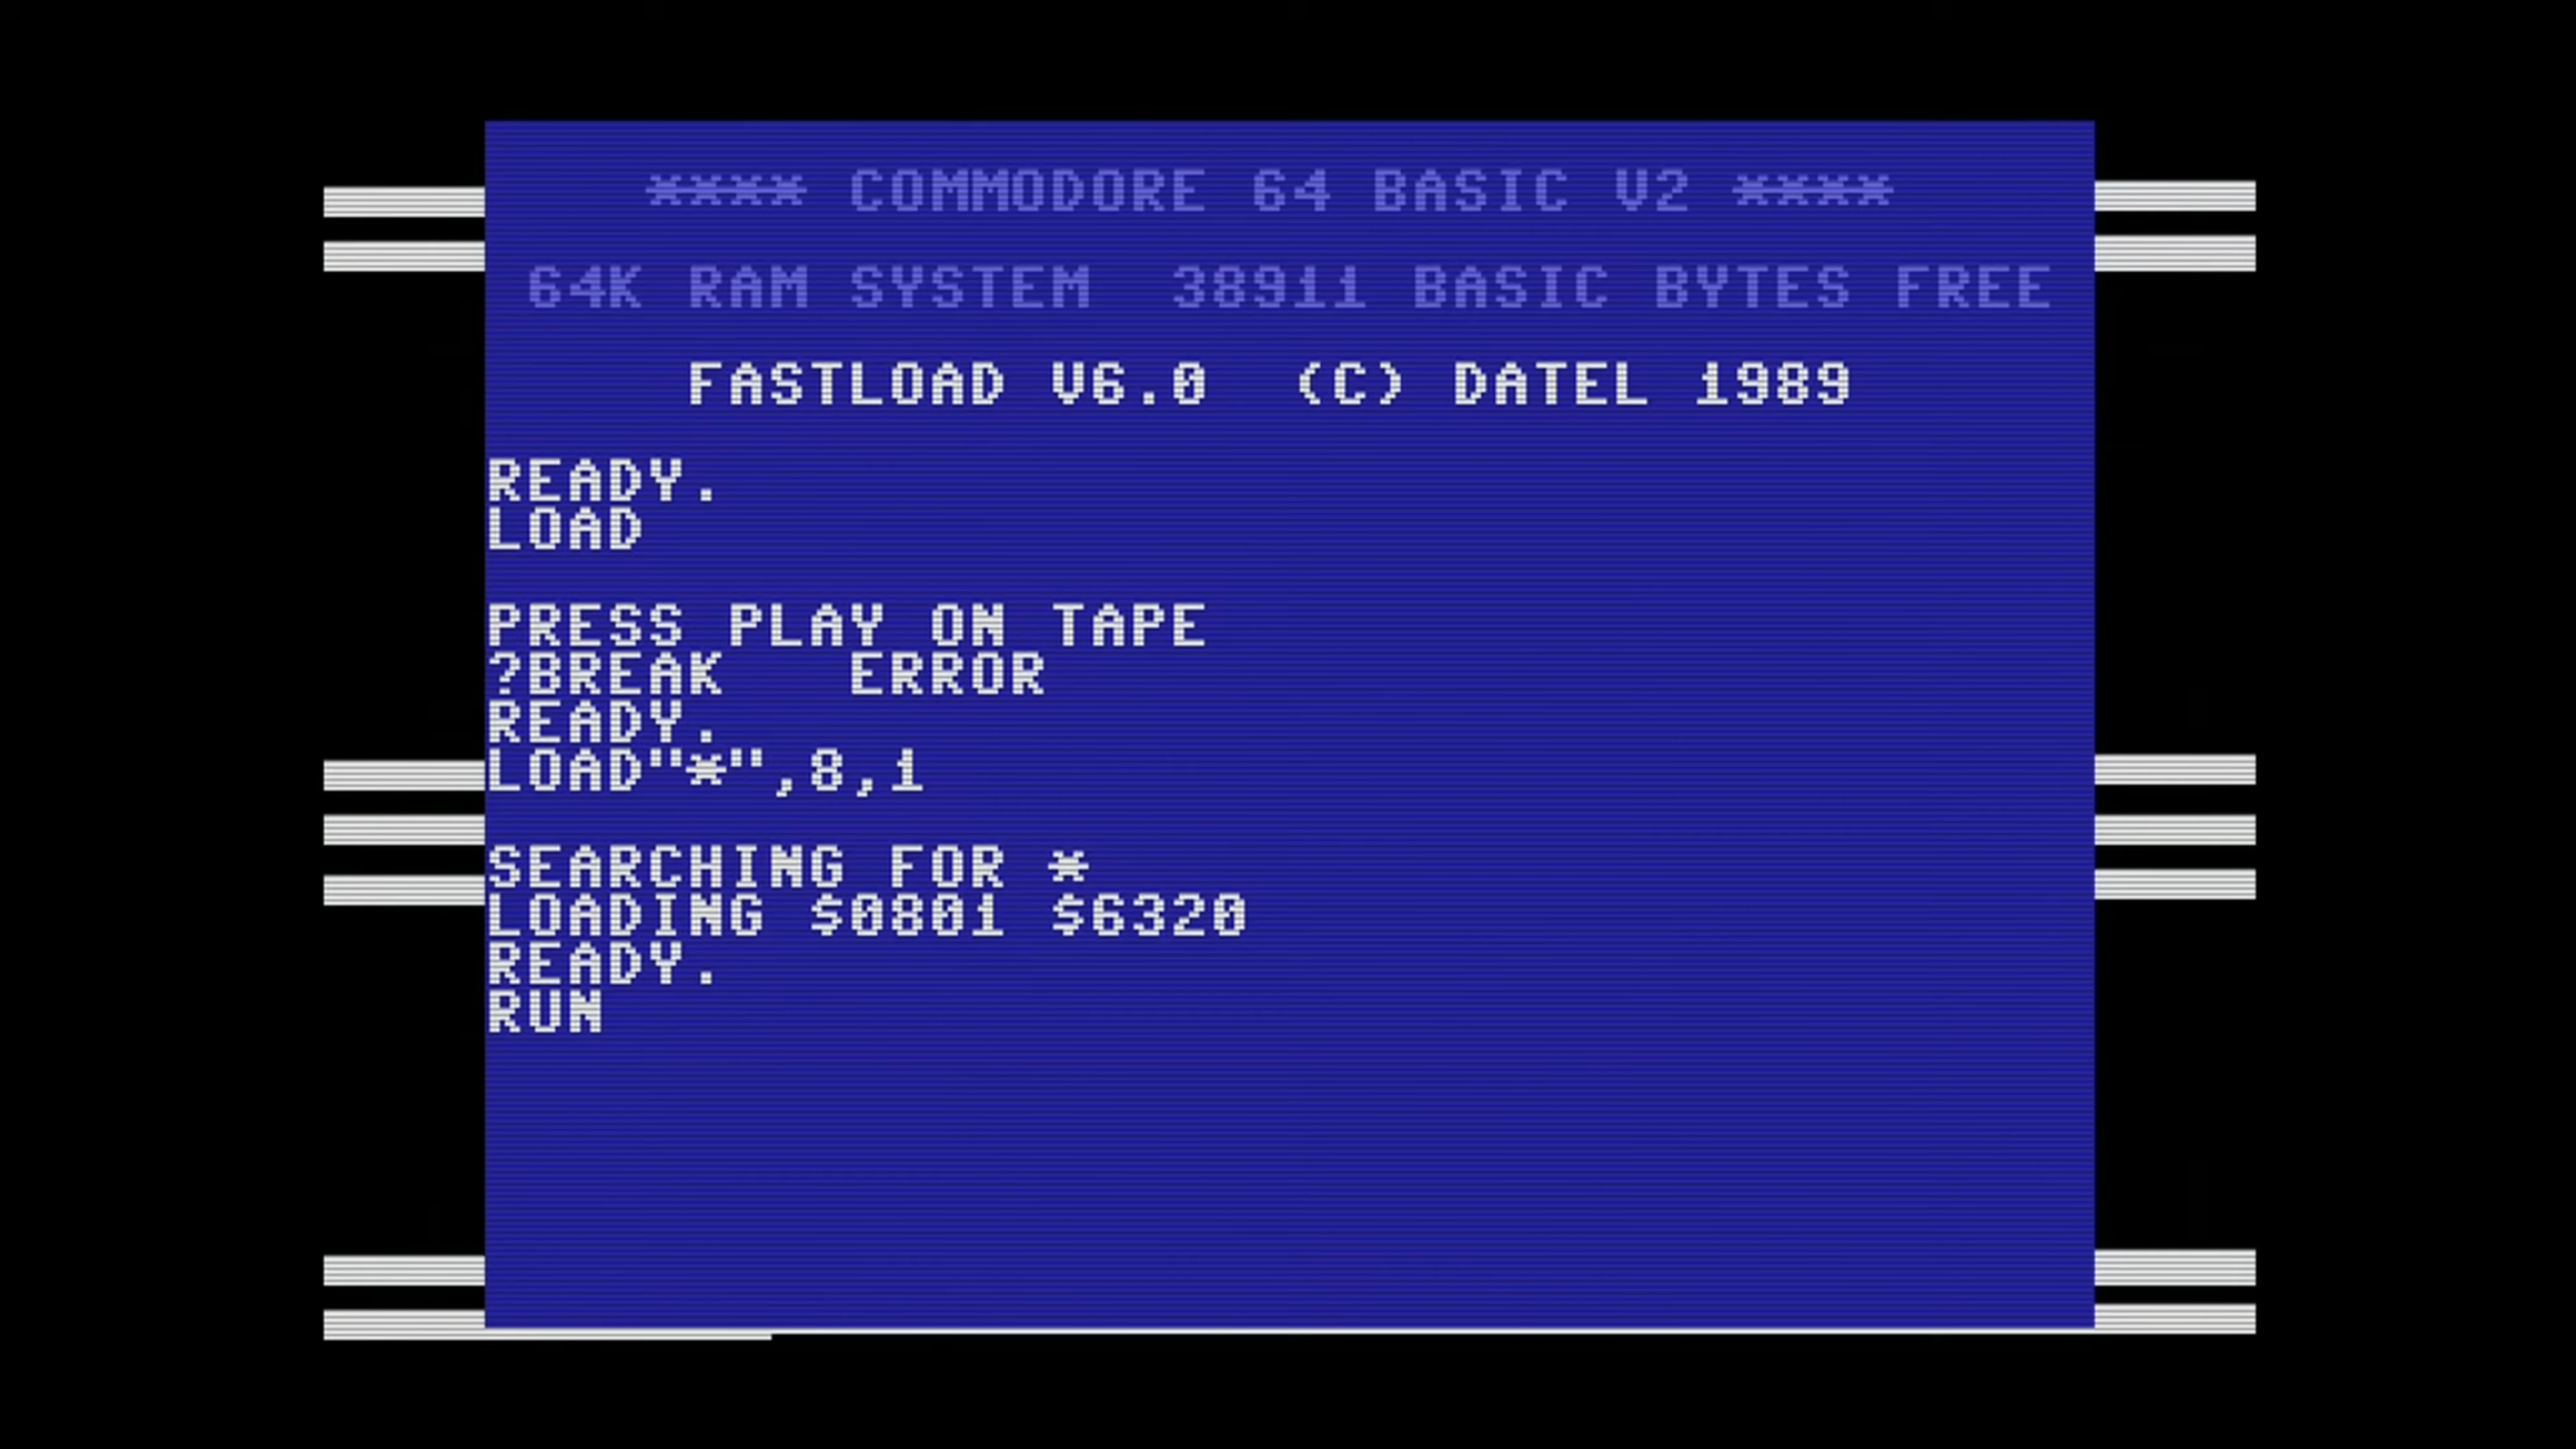 **** COMMODORE 64 BASIC V2 ****
64K RAM SYSTEM  38911 BASIC BYTES FREE
FASTLOAD V6.0  (C) DATEL 1989
READY.
LOAD
PRESS PLAY ON TAPE
?BREAK   ERROR
READY.
LOAD"*",8,1
SEARCHING FOR *
LOADING $0801 $6320
READY.
RUN